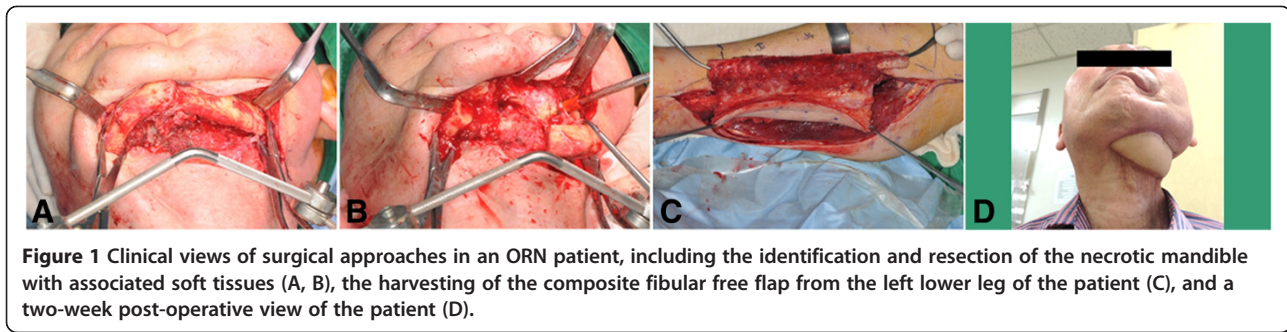 A B C D
Figure 1 Clinical views of surgical approaches in an ORN patient, including the identification and resection of the necrotic mandible
with associated soft tissues (A, B), the harvesting of the composite fibular free flap from the left lower leg of the patient (C), and a
two-week post-operative view of the patient (D).